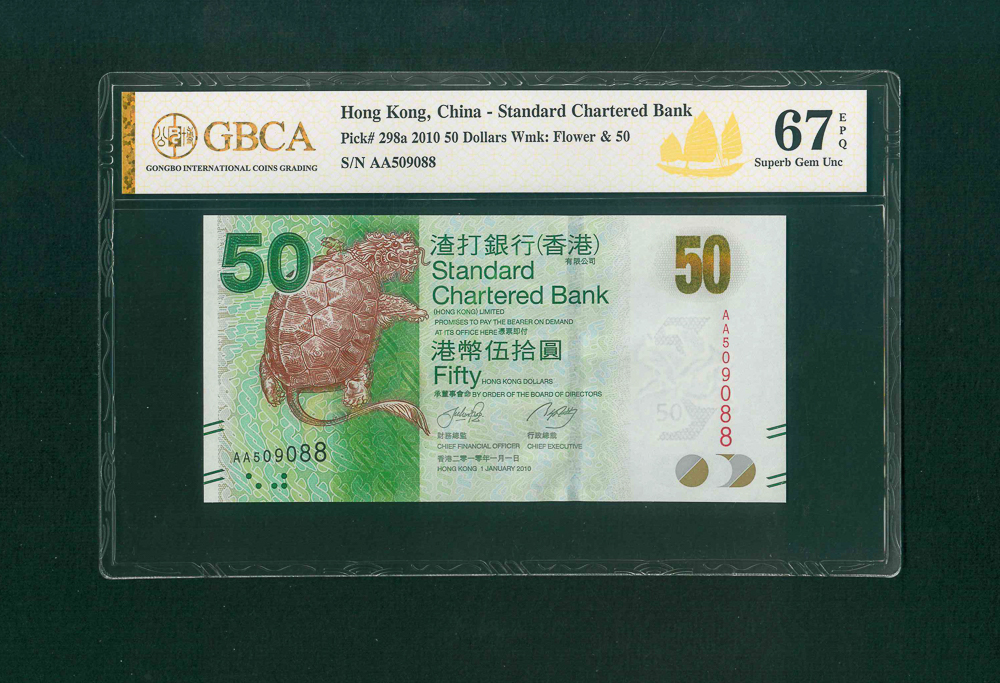 GBCA
GONGBO INTERNATIONAL COINS GRADING
Hong Kong, China - Standard Chartered Bank
Pick# 298a 2010 50 Dollars Wmk: Flower & 50
S/N AA509088
67
EPQ
Superb Gem Unc
50
渣打銀行(香港)
有限公司
Standard
Chartered Bank
(HONG KONG) LIMITED
PROMISES TO PAY THE BEARER ON DEMAND
AT ITS OFFICE HERE 憑票即付
港幣伍拾圓
Fifty HONG KONG DOLLARS
承董事會命 BY ORDER OF THE BOARD OF DIRECTORS
財務總監
CHIEF FINANCIAL OFFICER
行政總裁
CHIEF EXECUTIVE
香港二零一零年一月一日
HONG KONG 1 JANUARY 2010
AA509088
50
AA509088
50